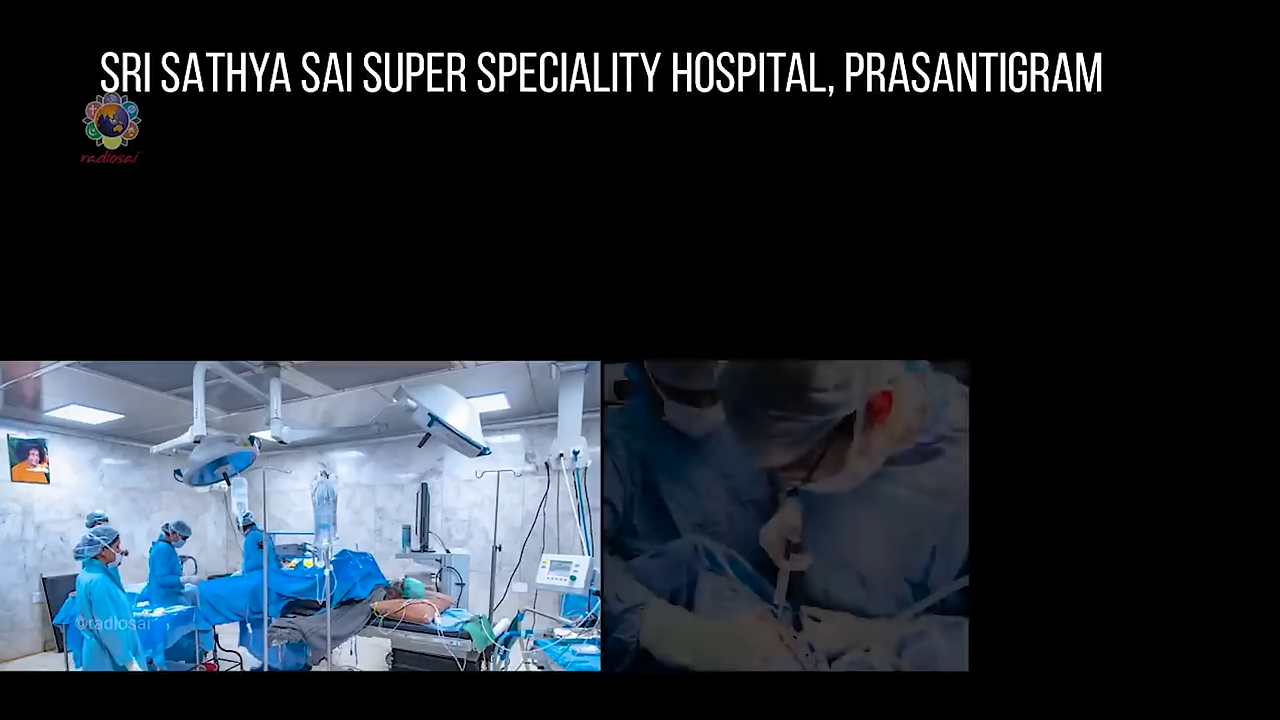 SRI SATHYA SAI SUPER SPECIALITY HOSPITAL, PRASANTIGRAM
radiosai
@radiosai